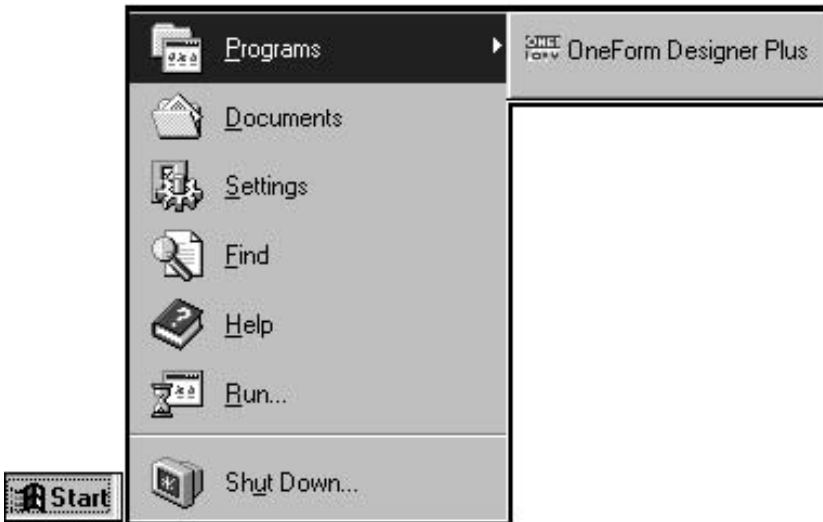 Programs
OneForm Designer Plus
Documents
Settings
Find
Help
Run...
Shut Down...
Start